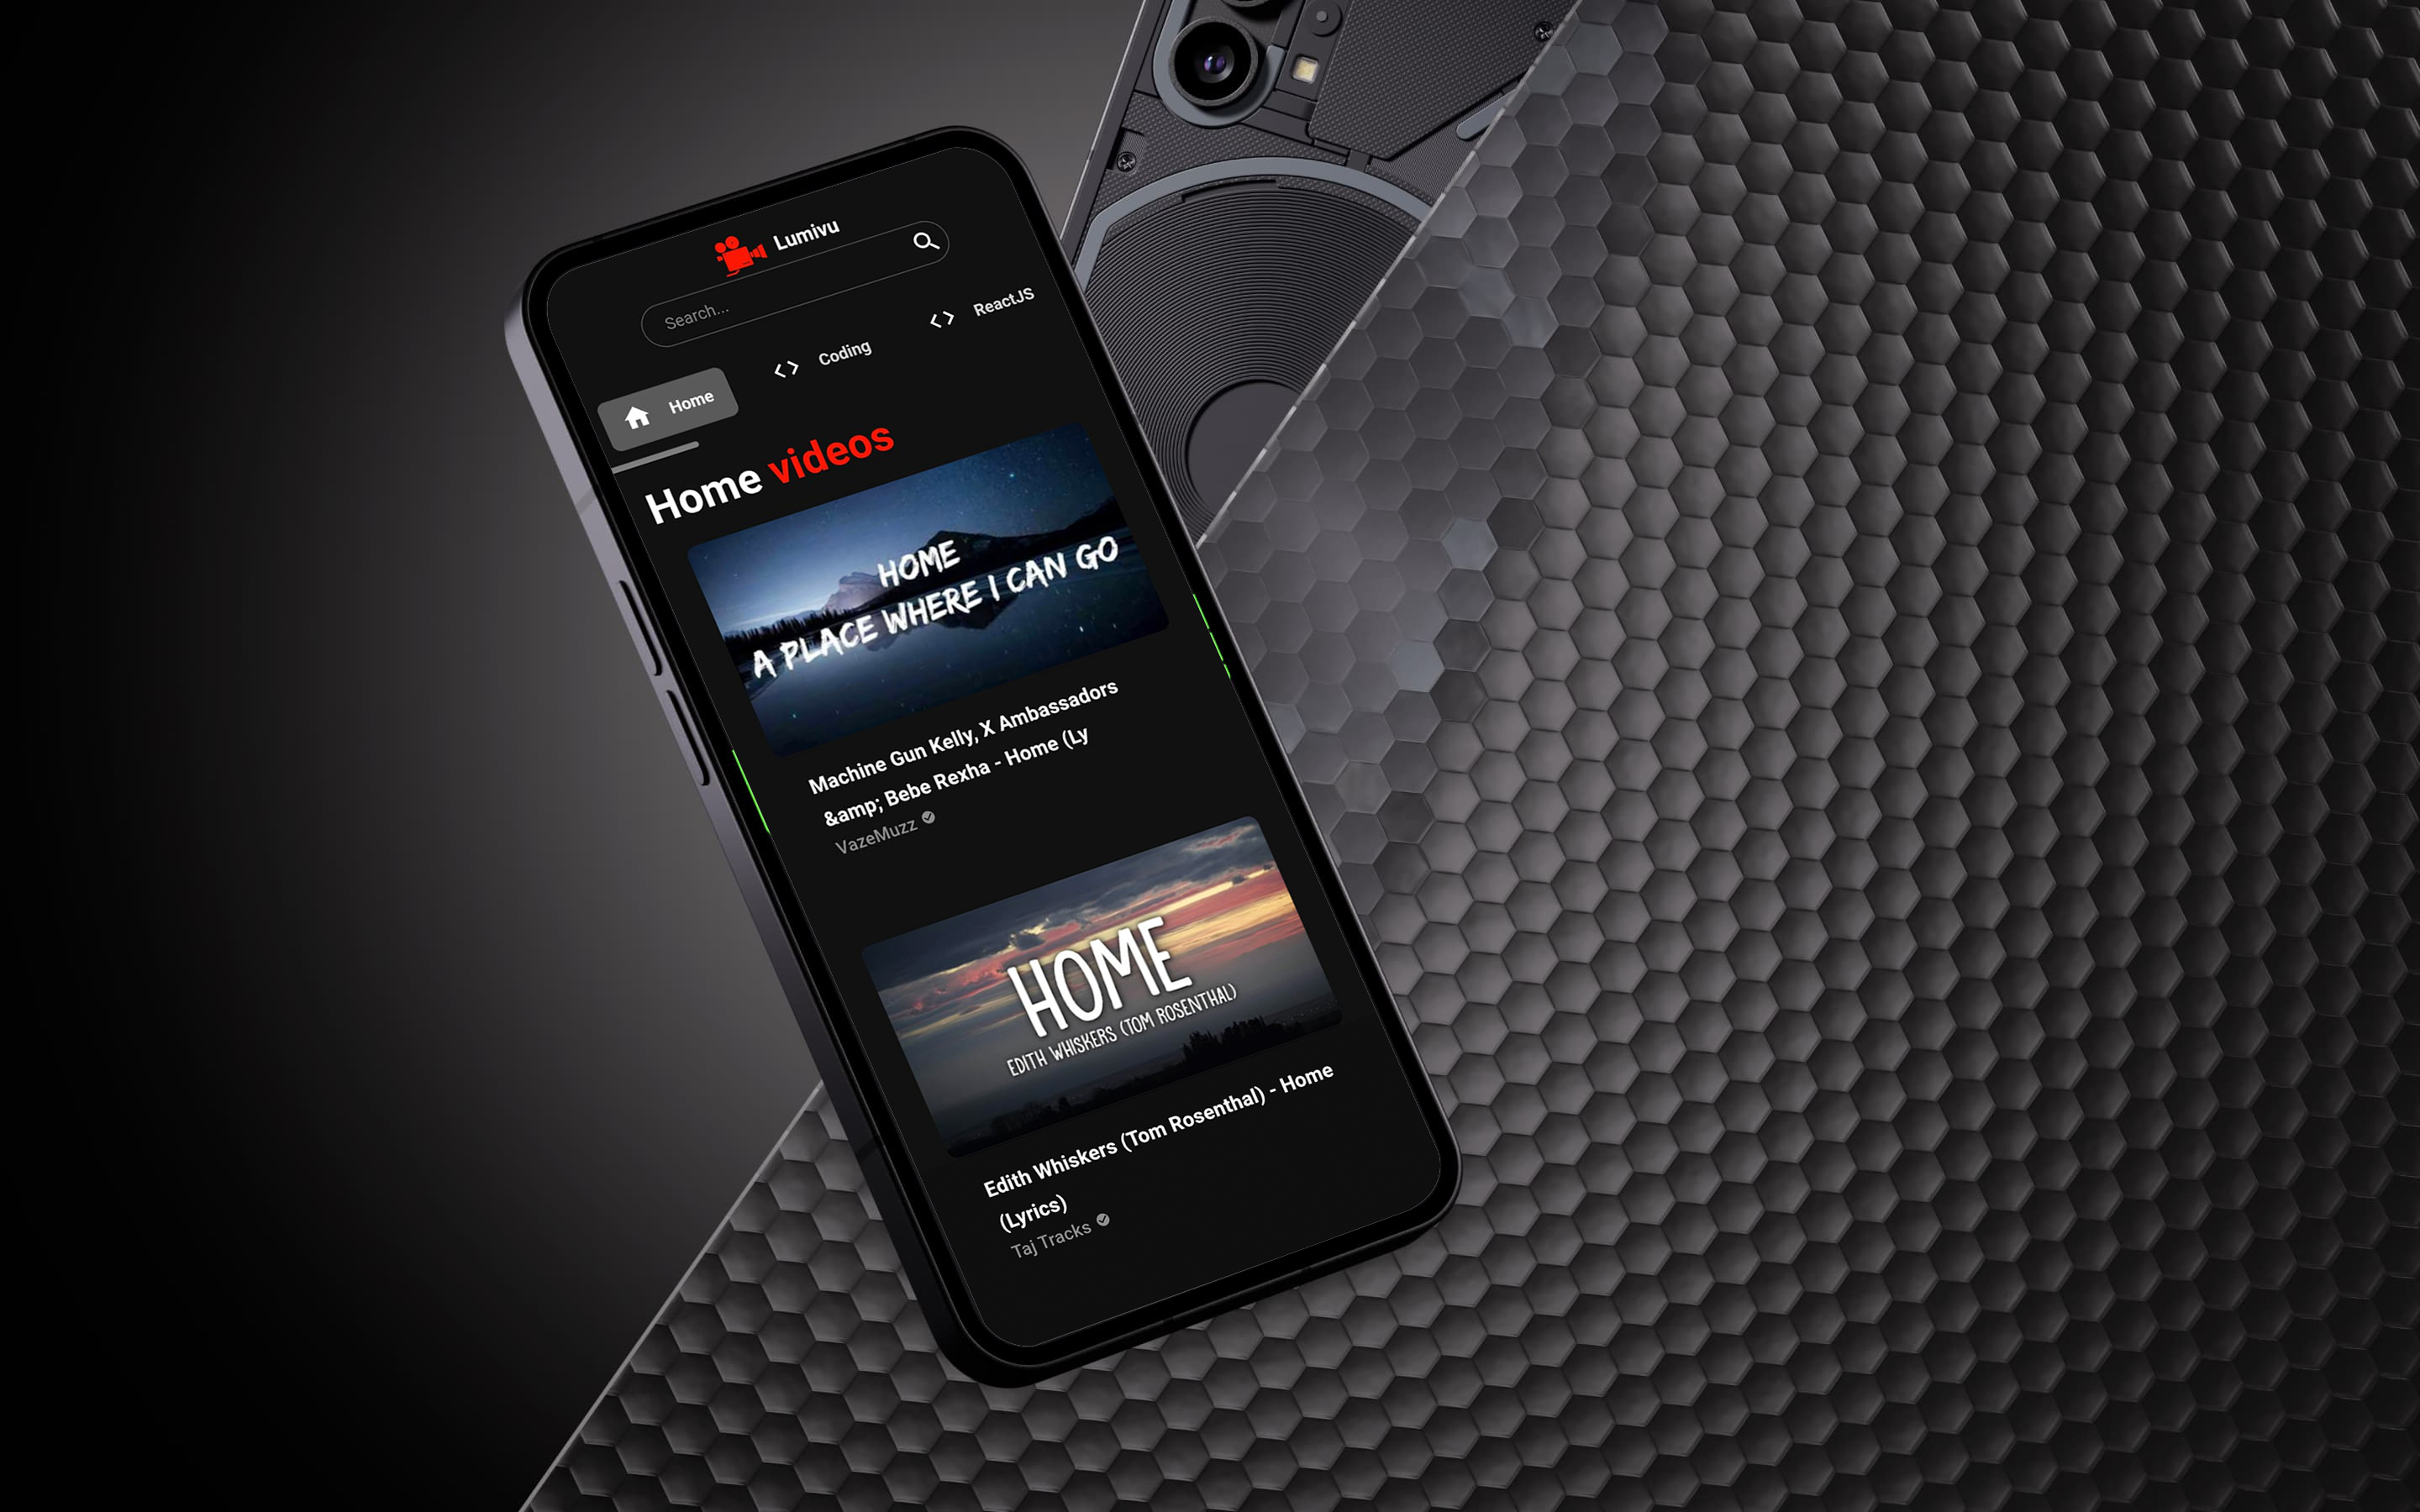 Lumivu
Search...
Home
Coding
ReactJS
Home videos
HOME
A PLACE WHERE I CAN GO
Machine Gun Kelly, X Ambassadors
&amp; Bebe Rexha - Home (Ly
VazeMuzz
HOME
EDITH WHISKERS (TOM ROSENTHAL)
Edith Whiskers (Tom Rosenthal) - Home
(Lyrics)
Taj Tracks